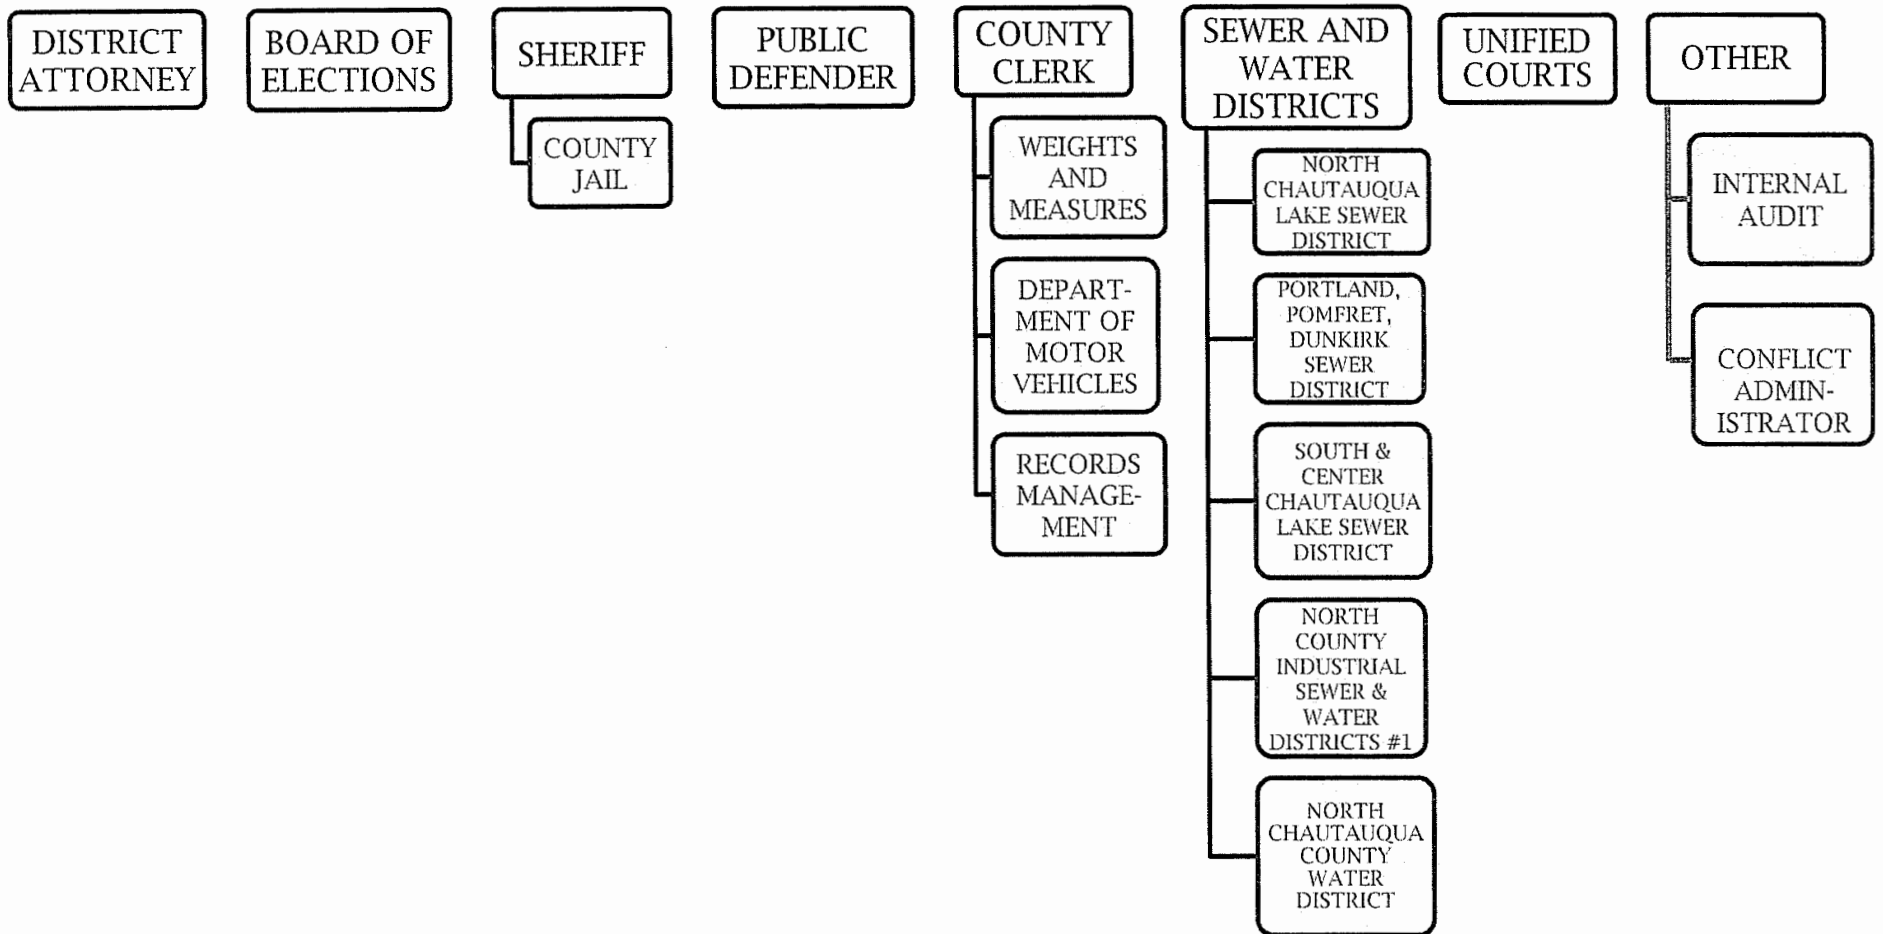 DISTRICT
ATTORNEY
BOARD OF
ELECTIONS
SHERIFF
COUNTY
JAIL
PUBLIC
DEFENDER
COUNTY
CLERK
WEIGHTS
AND
MEASURES
DEPART-
MENT OF
MOTOR
VEHICLES
RECORDS
MANAGE-
MENT
SEWER AND
WATER
DISTRICTS
NORTH
CHAUTAUQUA
LAKE SEWER
DISTRICT
PORTLAND,
POMFRET,
DUNKIRK
SEWER
DISTRICT
SOUTH &
CENTER
CHAUTAUQUA
LAKE SEWER
DISTRICT
NORTH
COUNTY
INDUSTRIAL
SEWER &
WATER
DISTRICTS #1
NORTH
CHAUTAUQUA
COUNTY
WATER
DISTRICT
UNIFIED
COURTS
OTHER
INTERNAL
AUDIT
CONFLICT
ADMIN-
ISTRATOR